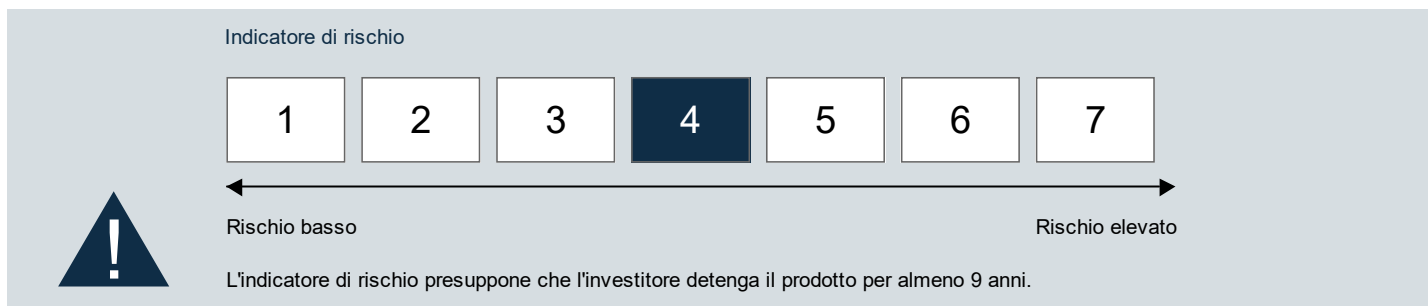 Indicatore di rischio
1 2 3 4 5 6 7
Rischio basso Rischio elevato
!
L'indicatore di rischio presuppone che l'investitore detenga il prodotto per almeno 9 anni.